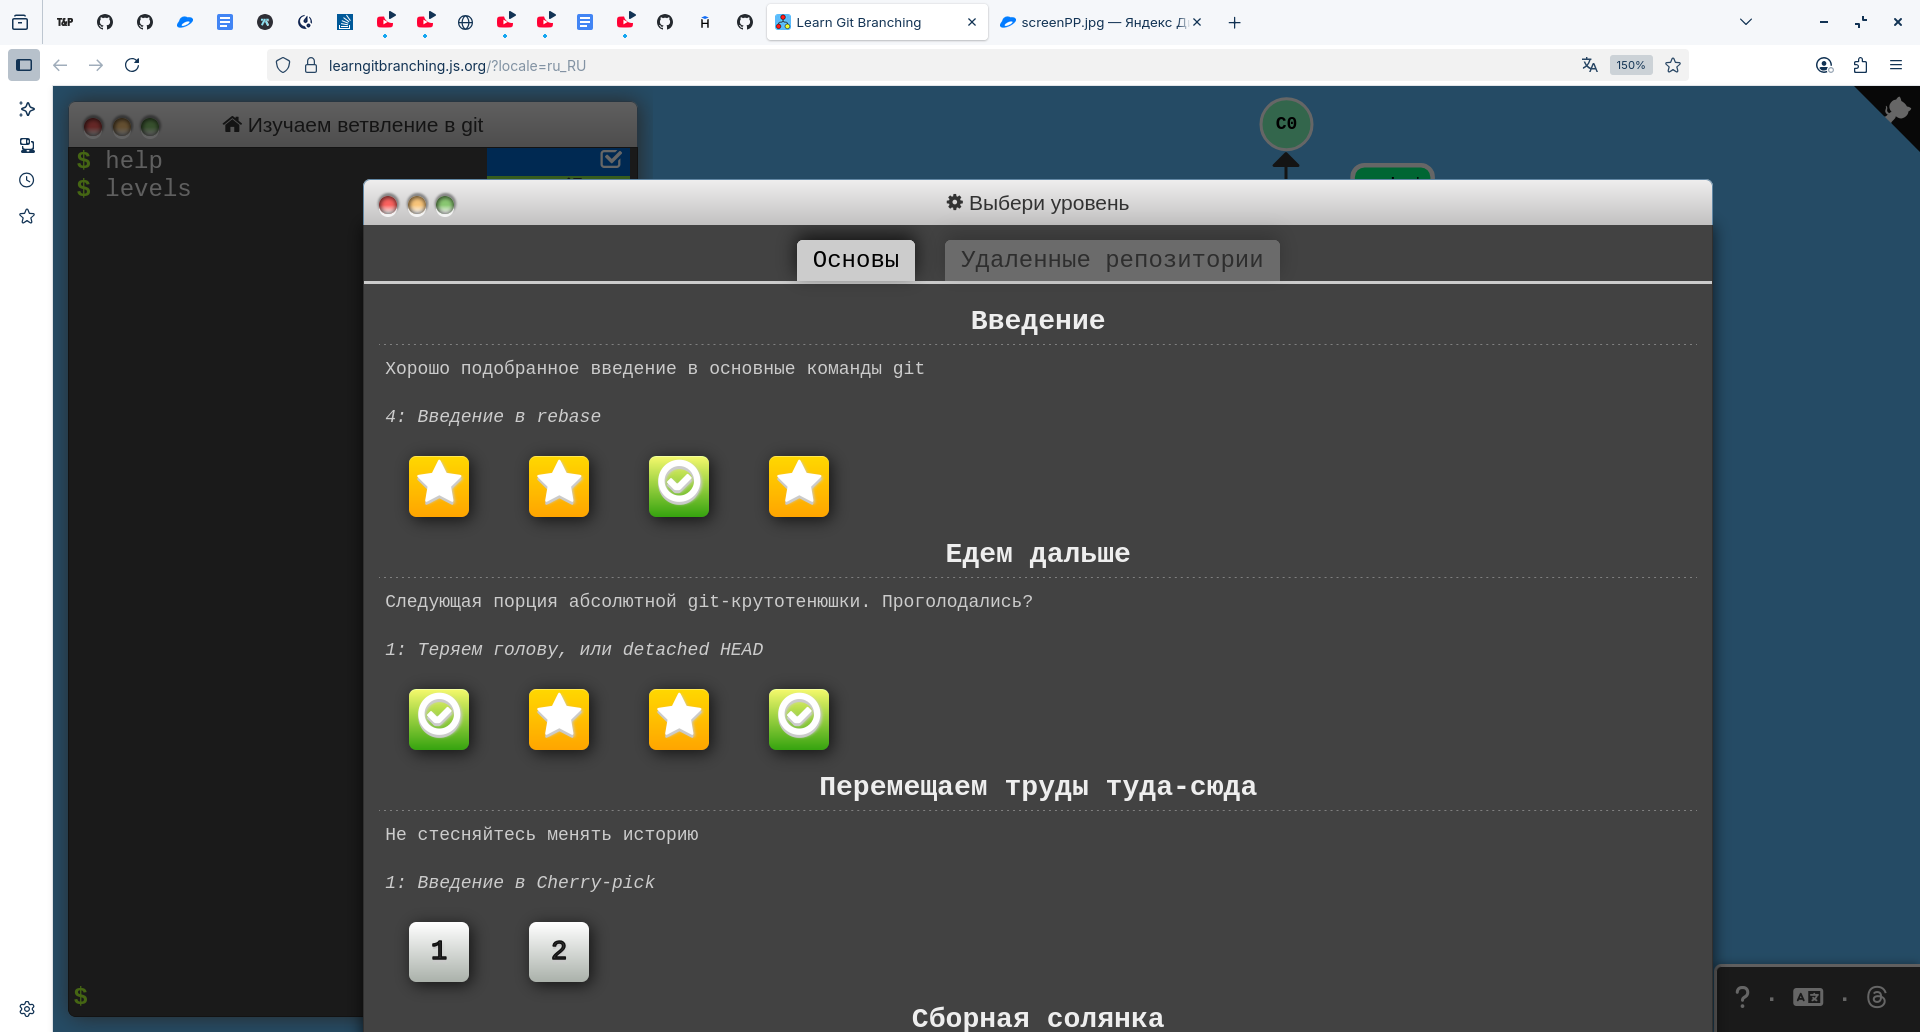 T&P
Learn Git Branching
screenPP.jpg — Яндекс Д
learngitbranching.js.org/?locale=ru_RU
150%
Изучаем ветвление в git
$ help
$ levels
C0
Выбери уровень
Основы
Удаленные репозитории
Введение
Хорошо подобранное введение в основные команды git
4: Введение в rebase
Едем дальше
Следующая порция абсолютной git-крутотенюшки. Проголодались?
1: Теряем голову, или detached HEAD
Перемещаем труды туда-сюда
Не стесняйтесь менять историю
1: Введение в Cherry-pick
1 2
Сборная солянка
$
? · ·